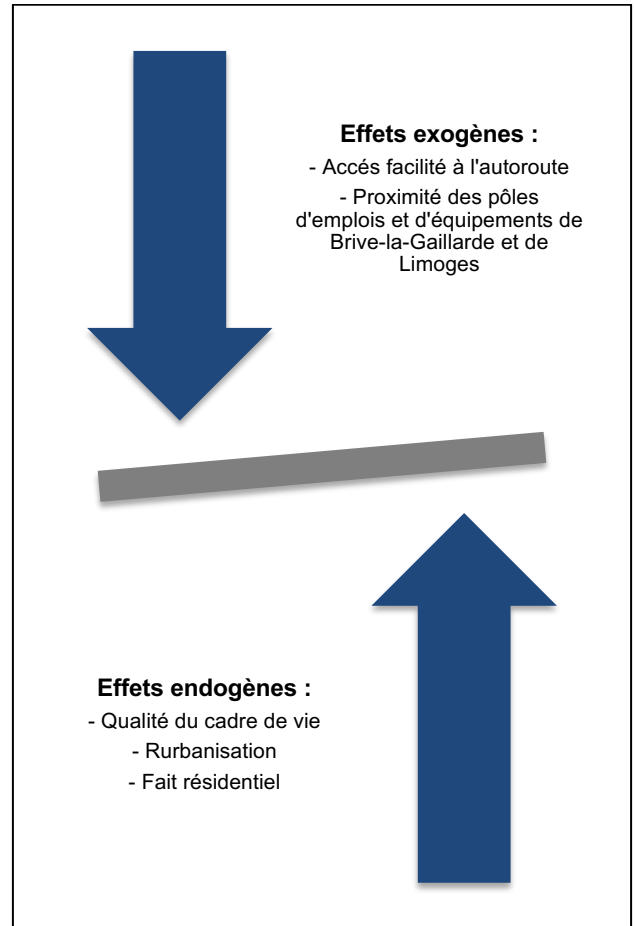 Effets exogènes :
- Accés facilité à l'autoroute
- Proximité des pôles
d'emplois et d'équipements de
Brive-la-Gaillarde et de
Limoges
Effets endogènes :
- Qualité du cadre de vie
- Rurbanisation
- Fait résidentiel